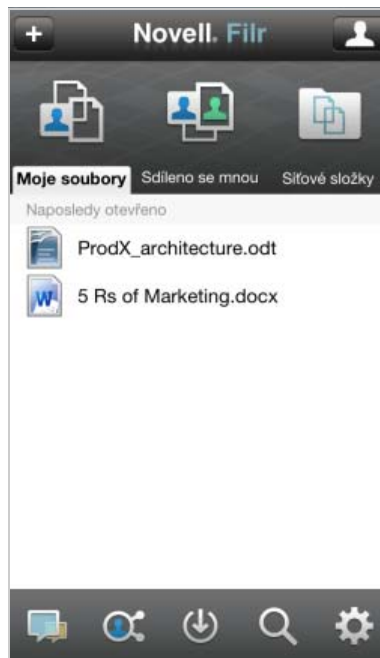 Novell. Filr
Moje soubory Sdíleno se mnou Síťové složky
Naposledy otevřeno
ProdX_architecture.odt
W 5 Rs of Marketing.docx